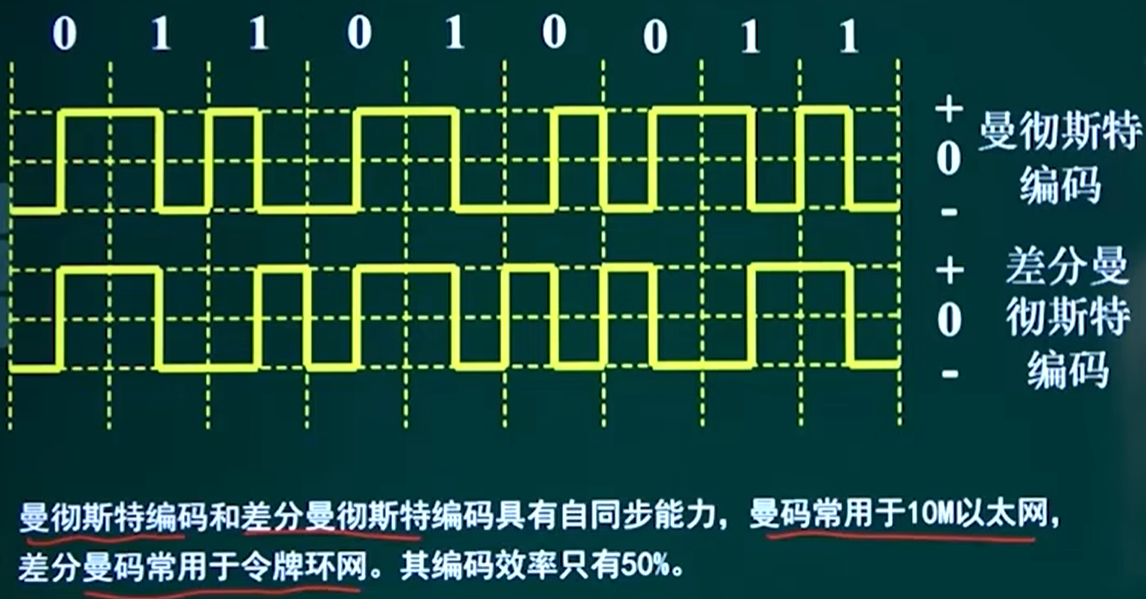 0 1 1 0 1 0 0 1 1
+
0
-
曼彻斯特
编码
+
0
-
差分曼
彻斯特
编码
曼彻斯特编码和差分曼彻斯特编码具有自同步能力，曼码常用于10M以太网，
差分曼码常用于令牌环网。其编码效率只有50%。